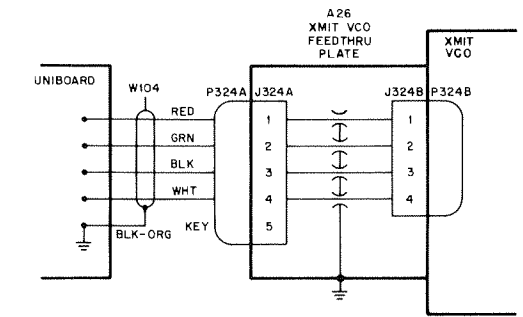 A26
XMIT VCO
FEEDTHRU
PLATE
XMIT
VCO
UNIBOARD
W104
P324A J324A
J324B P324B
RED
1
1
GRN
2
2
BLK
3
3
WHT
4
4
BLK-ORG
KEY
5